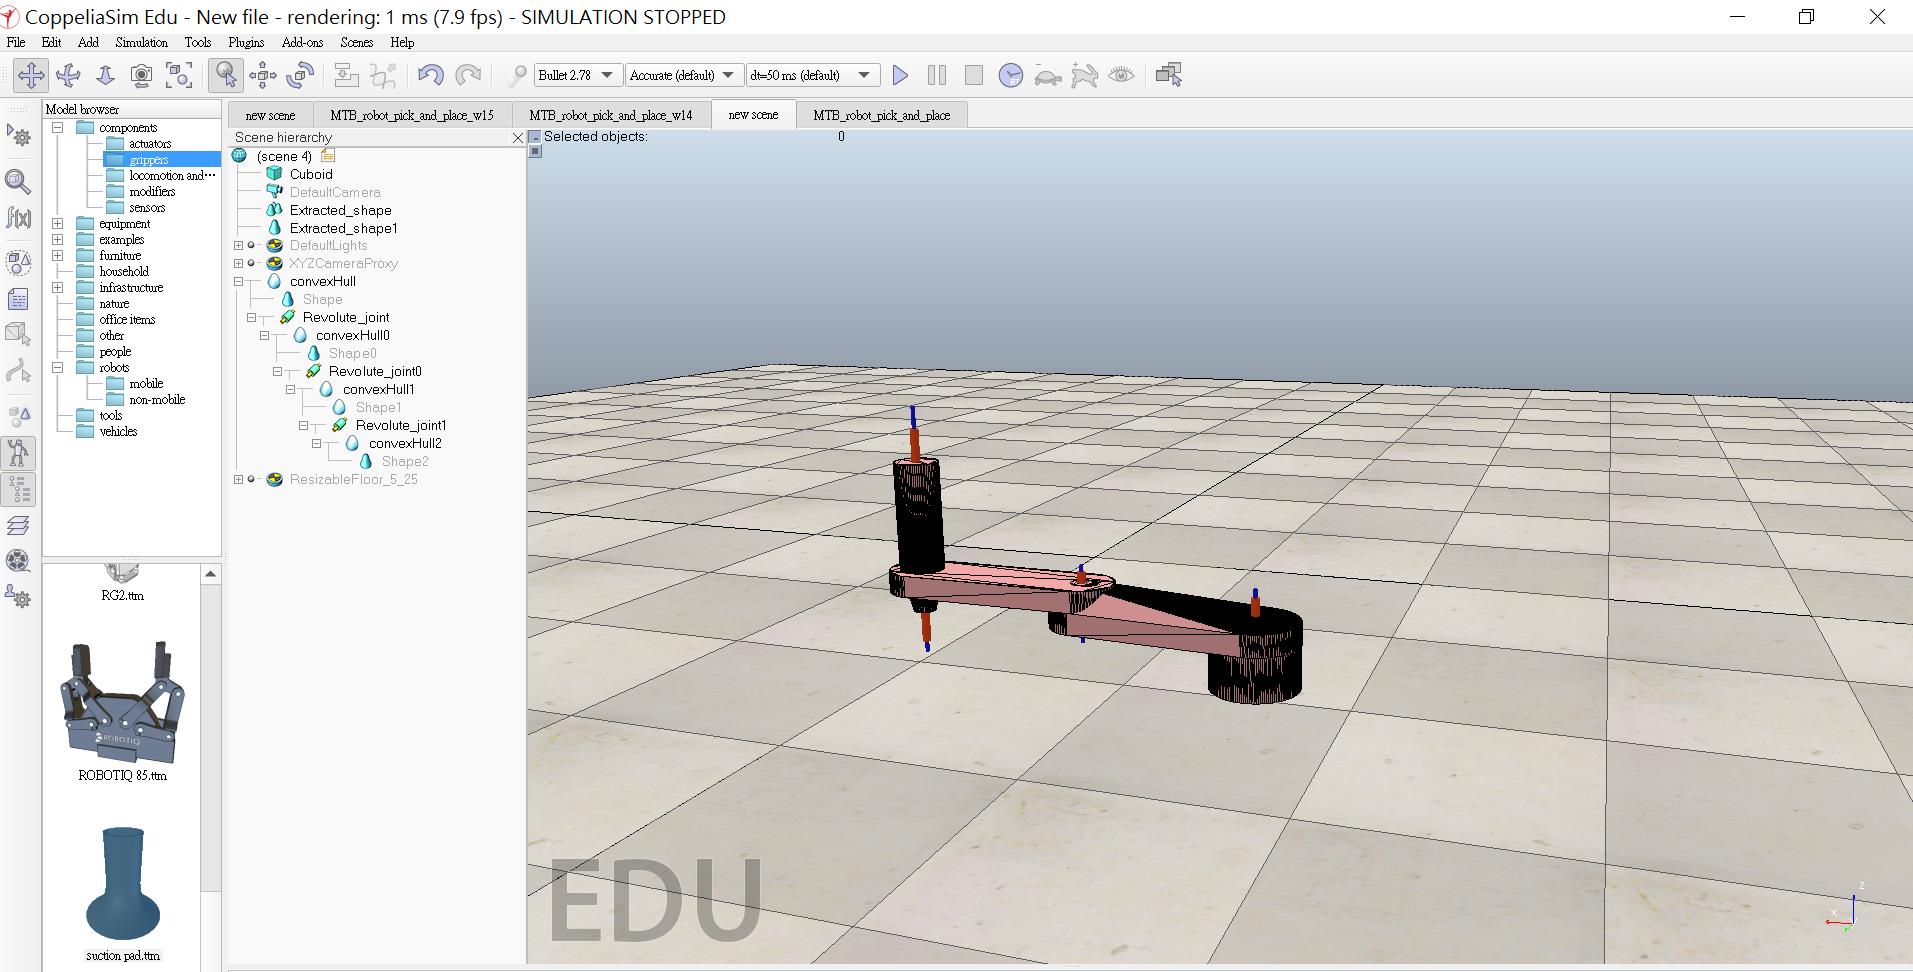 CoppeliaSim Edu - New file - rendering: 1 ms (7.9 fps) - SIMULATION STOPPED
File Edit Add Simulation Tools Plugins Add-ons Scenes Help
Bullet 2.78 Accurate (default) dt=50 ms (default)
Model browser
components
actuators
grippers
locomotion and···
modifiers
sensors
equipment
examples
furniture
household
infrastructure
nature
office items
other
people
robots
mobile
non-mobile
tools
vehicles
RG2.ttm
ROBOTIQ
ROBOTIQ 85.ttm
suction pad.ttm
new scene MTB_robot_pick_and_place_w15 MTB_robot_pick_and_place_w14 new scene MTB_robot_pick_and_place
Scene hierarchy
(scene 4)
Cuboid
DefaultCamera
Extracted_shape
Extracted_shape1
DefaultLights
XYZCameraProxy
convexHull
Shape
Revolute_joint
convexHull0
Shape0
Revolute_joint0
convexHull1
Shape1
Revolute_joint1
convexHull2
Shape2
ResizableFloor_5_25
Selected objects: 0
EDU
z
x